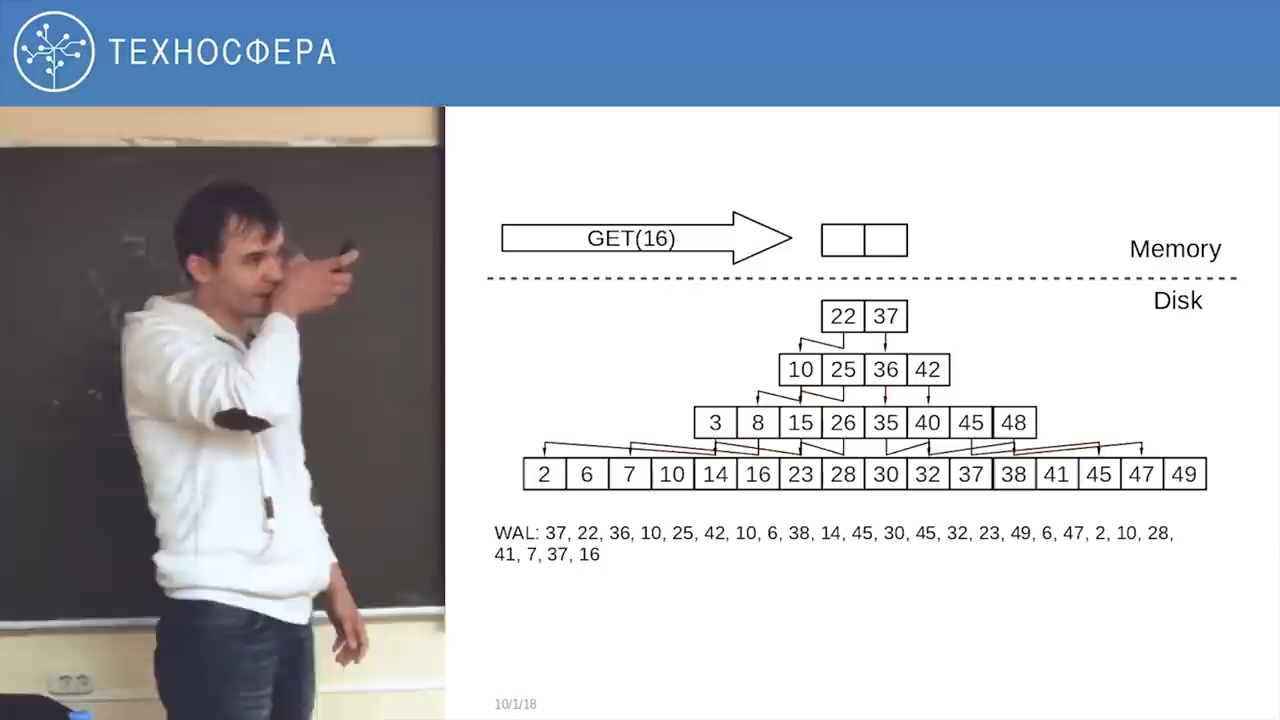 ТЕХНОСФЕРА
GET(16)
Memory
Disk
22 37
10 25 36 42
3 8 15 26 35 40 45 48
2 6 7 10 14 16 23 28 30 32 37 38 41 45 47 49
WAL: 37, 22, 36, 10, 25, 42, 10, 6, 38, 14, 45, 30, 45, 32, 23, 49, 6, 47, 2, 10, 28,
41, 7, 37, 16
10/1/18